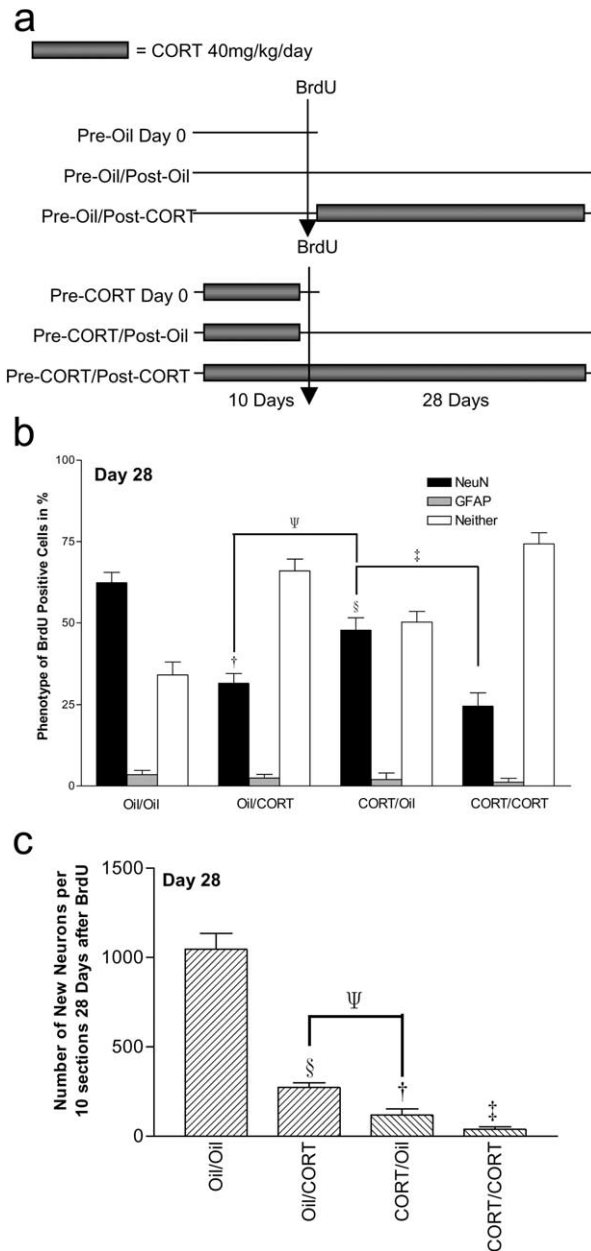 a
= CORT 40mg/kg/day
BrdU
Pre-Oil Day 0
Pre-Oil/Post-Oil
Pre-Oil/Post-CORT
BrdU
Pre-CORT Day 0
Pre-CORT/Post-Oil
Pre-CORT/Post-CORT
10 Days
28 Days
b
Day 28
NeuN
GFAP
Neither
Phenotype of BrdU Positive Cells in %
100
75
50
25
0
Ψ
‡
§
†
Oil/Oil
Oil/CORT
CORT/Oil
CORT/CORT
c
Day 28
Number of New Neurons per
10 sections 28 Days after BrdU
1500
1000
500
0
Ψ
§
†
‡
Oil/Oil
Oil/CORT
CORT/Oil
CORT/CORT